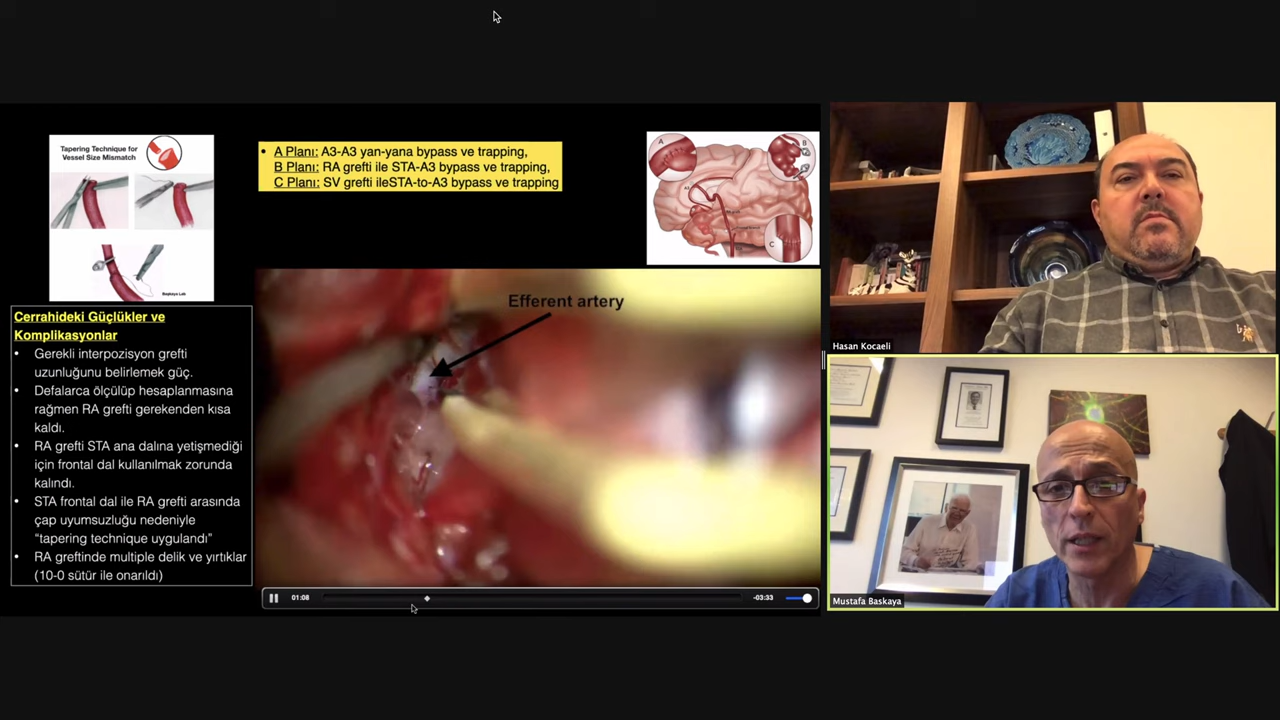 Tapering Technique for
Vessel Size Mismatch
Başkaya Lab
• A Planı: A3-A3 yan-yana bypass ve trapping,
B Planı: RA grefti ile STA-A3 bypass ve trapping,
C Planı: SV grefti ileSTA-to-A3 bypass ve trapping
A
B
C
Cerrahideki Güçlükler ve
Komplikasyonlar
• Gerekli interpozisyon grefti
uzunluğunu belirlemek güç.
• Defalarca ölçülüp hesaplanmasına
rağmen RA grefti gerekenden kısa
kaldı.
• RA grefti STA ana dalına yetişmediği
için frontal dal kullanılmak zorunda
kalındı.
• STA frontal dal ile RA grefti arasında
çap uyumsuzluğu nedeniyle
“tapering technique uygulandı”
• RA greftinde multiple delik ve yırtıklar
(10-0 sütür ile onarıldı)
Efferent artery
01:08
-03:33
Hasan Kocaeli
Mustafa Baskaya